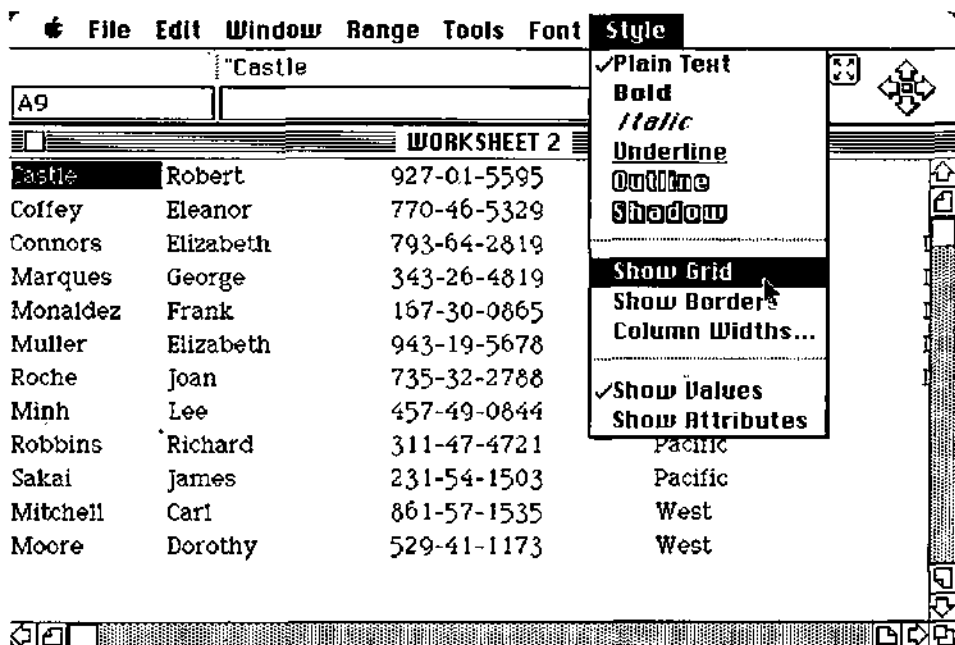 File Edit Window Range Tools Font Style
"Castle
A9
WORKSHEET 2
✓Plain Text
Bold
Italic
Underline
Outline
Shadow
Show Grid
Show Borders
Column Widths...
✓Show Values
Show Attributes
Castle Robert 927-01-5595
Coffey Eleanor 770-46-5329
Connors Elizabeth 793-64-2819
Marques George 343-26-4819
Monaldez Frank 167-30-0865
Muller Elizabeth 943-19-5678
Roche Joan 735-32-2788
Minh Lee 457-49-0844
Robbins Richard 311-47-4721 Pacific
Sakai James 231-54-1503 Pacific
Mitchell Carl 861-57-1535 West
Moore Dorothy 529-41-1173 West